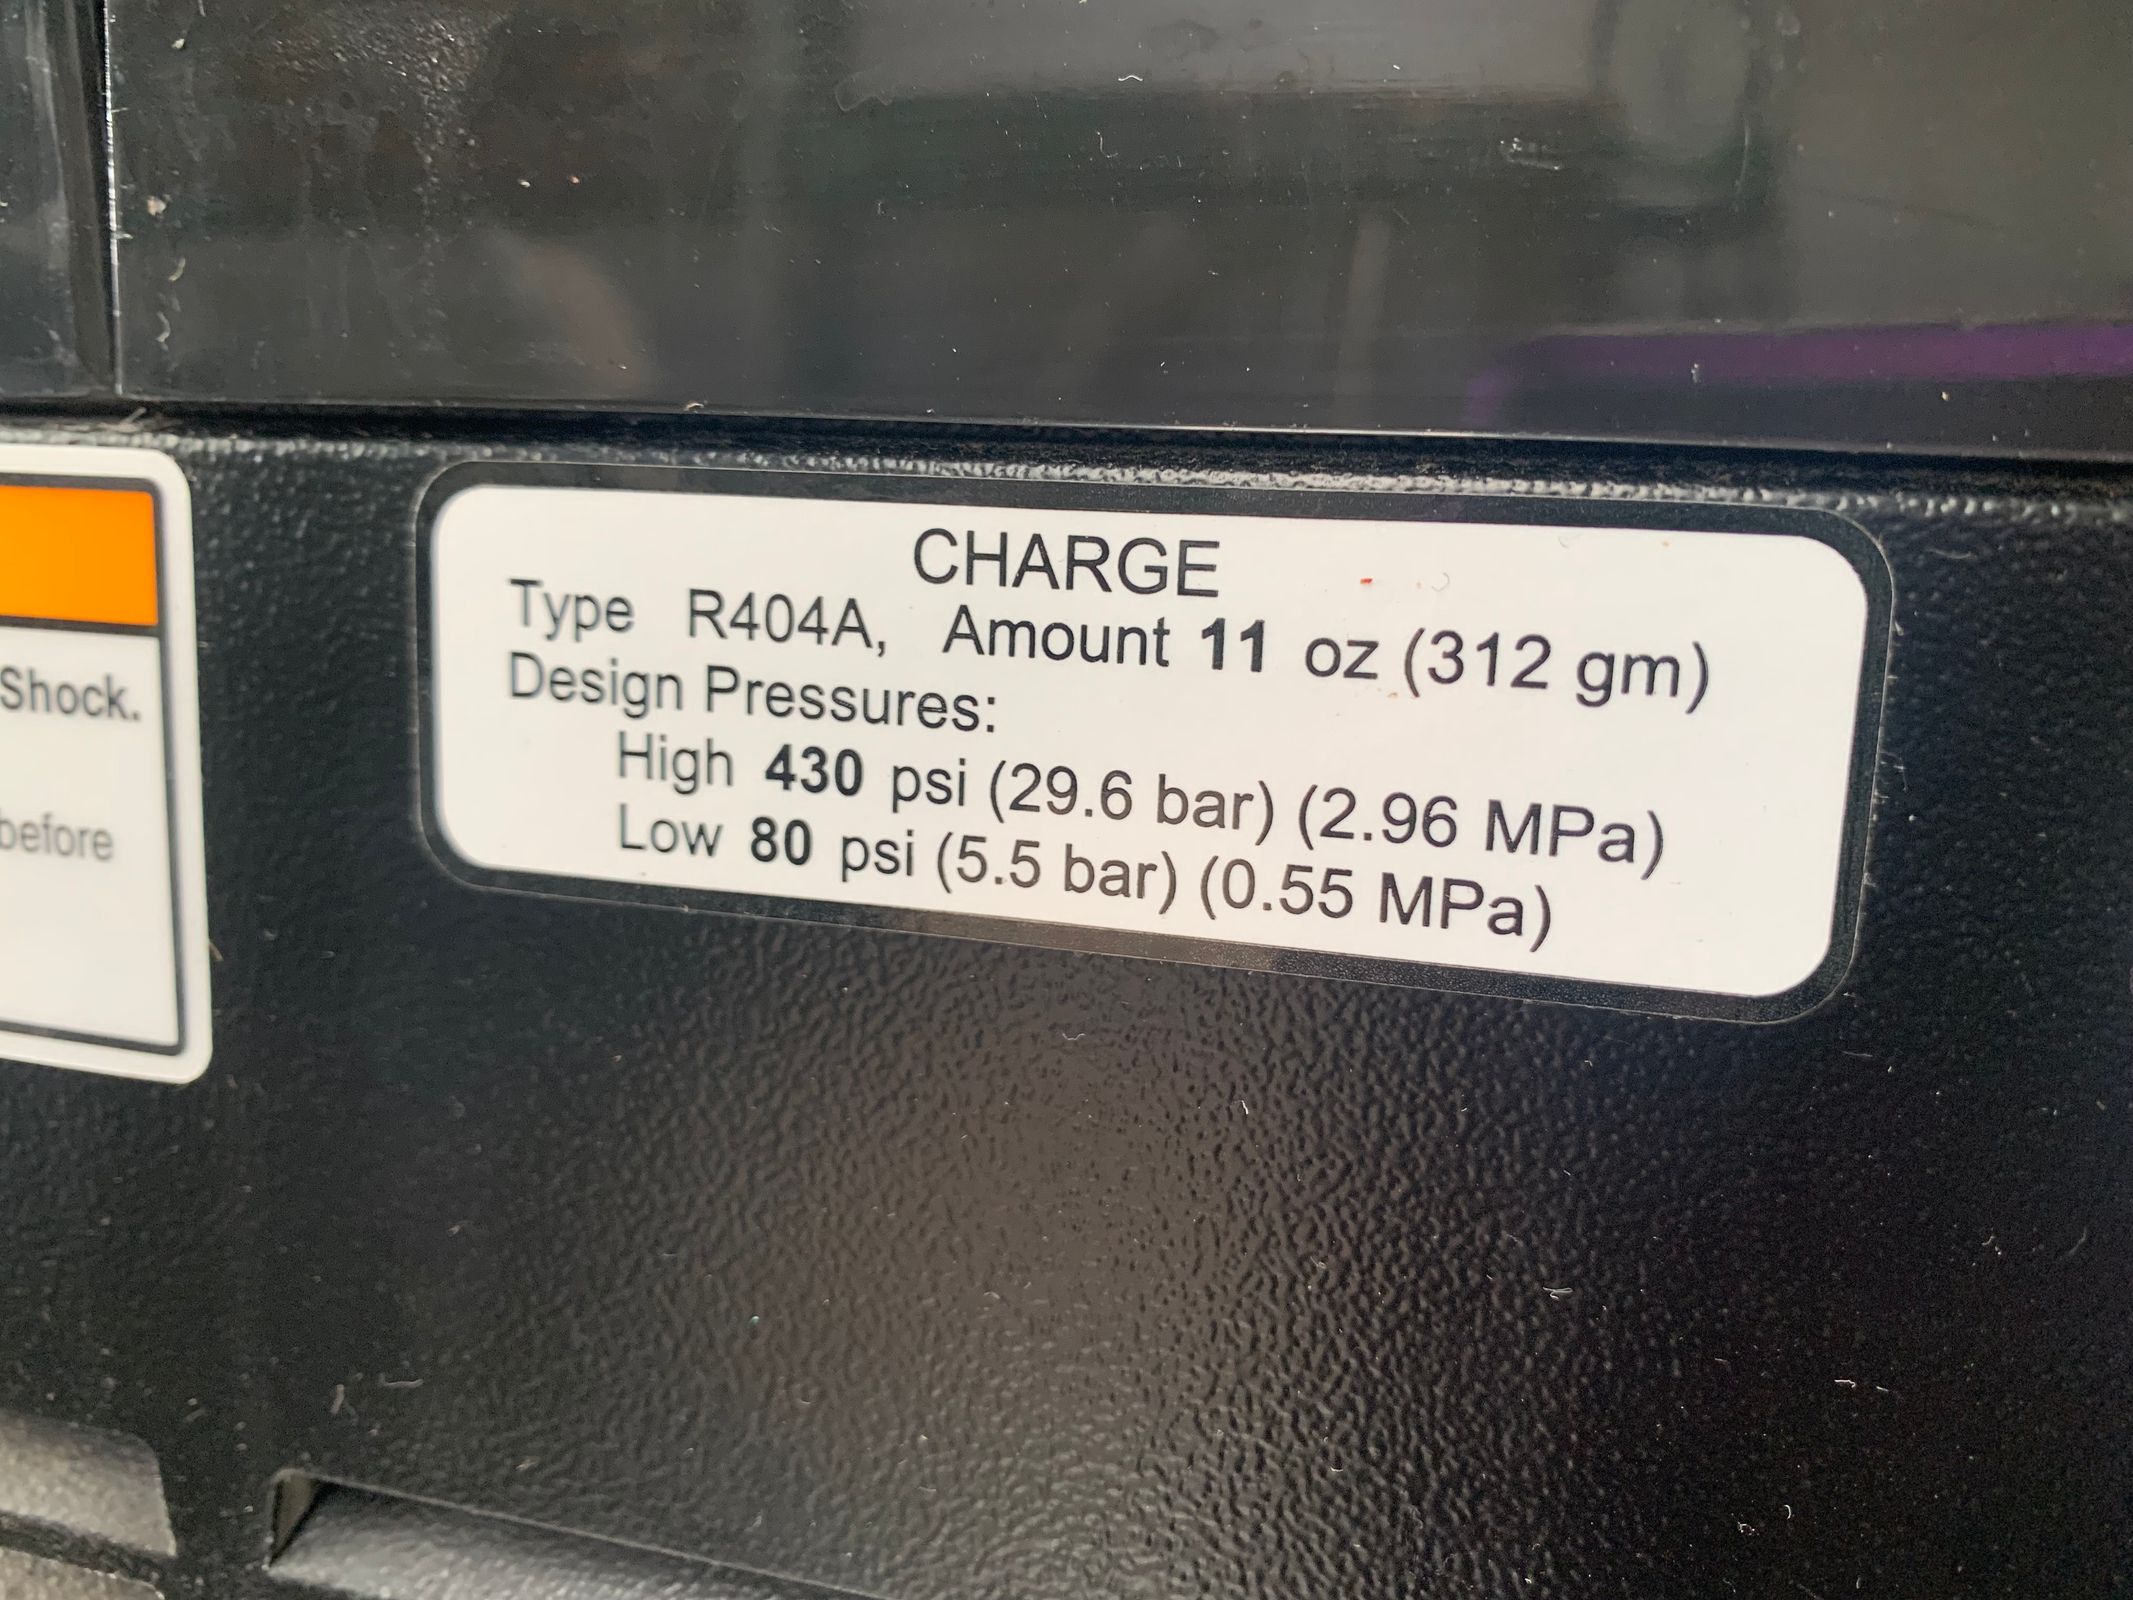 CHARGE
Type R404A, Amount 11 oz (312 gm)
Design Pressures:
High 430 psi (29.6 bar) (2.96 MPa)
Low 80 psi (5.5 bar) (0.55 MPa)
Shock.
before